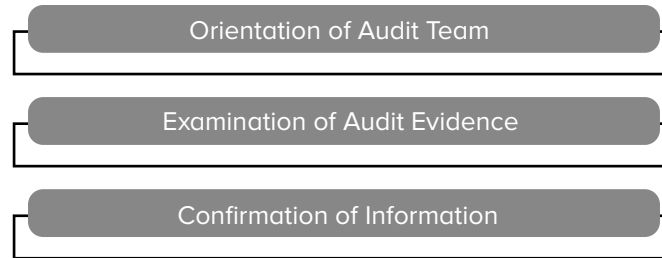 Orientation of Audit Team
Examination of Audit Evidence
Confirmation of Information